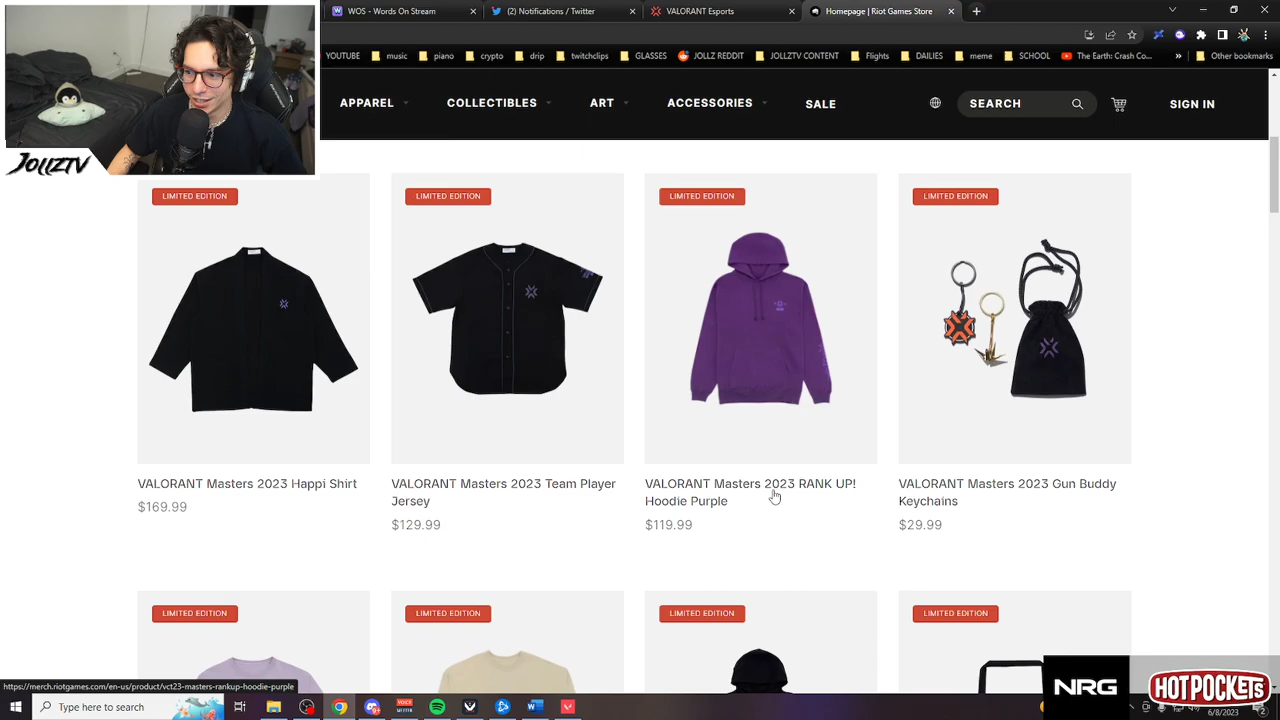 WOS - Words On Stream
(2) Notifications / Twitter
VALORANT Esports
Homepage | Riot Games Store
YOUTUBE
music
piano
crypto
drip
twitchclips
GLASSES
JOLLZ REDDIT
JOLLZTV CONTENT
Flights
DAILIES
meme
SCHOOL
The Earth: Crash Co...
»
Other bookmarks
APPAREL
COLLECTIBLES
ART
ACCESSORIES
SALE
SEARCH
SIGN IN
JOLLZTV
LIMITED EDITION
LIMITED EDITION
LIMITED EDITION
LIMITED EDITION
VALORANT Masters 2023 Happi Shirt
$169.99
VALORANT Masters 2023 Team Player
Jersey
$129.99
VALORANT Masters 2023 RANK UP!
Hoodie Purple
$119.99
VALORANT Masters 2023 Gun Buddy
Keychains
$29.99
LIMITED EDITION
LIMITED EDITION
LIMITED EDITION
LIMITED EDITION
https://merch.riotgames.com/en-us/product/vct23-masters-rankup-hoodie-purple
NRG
HOT POCKETS
Type here to search
6/8/2023